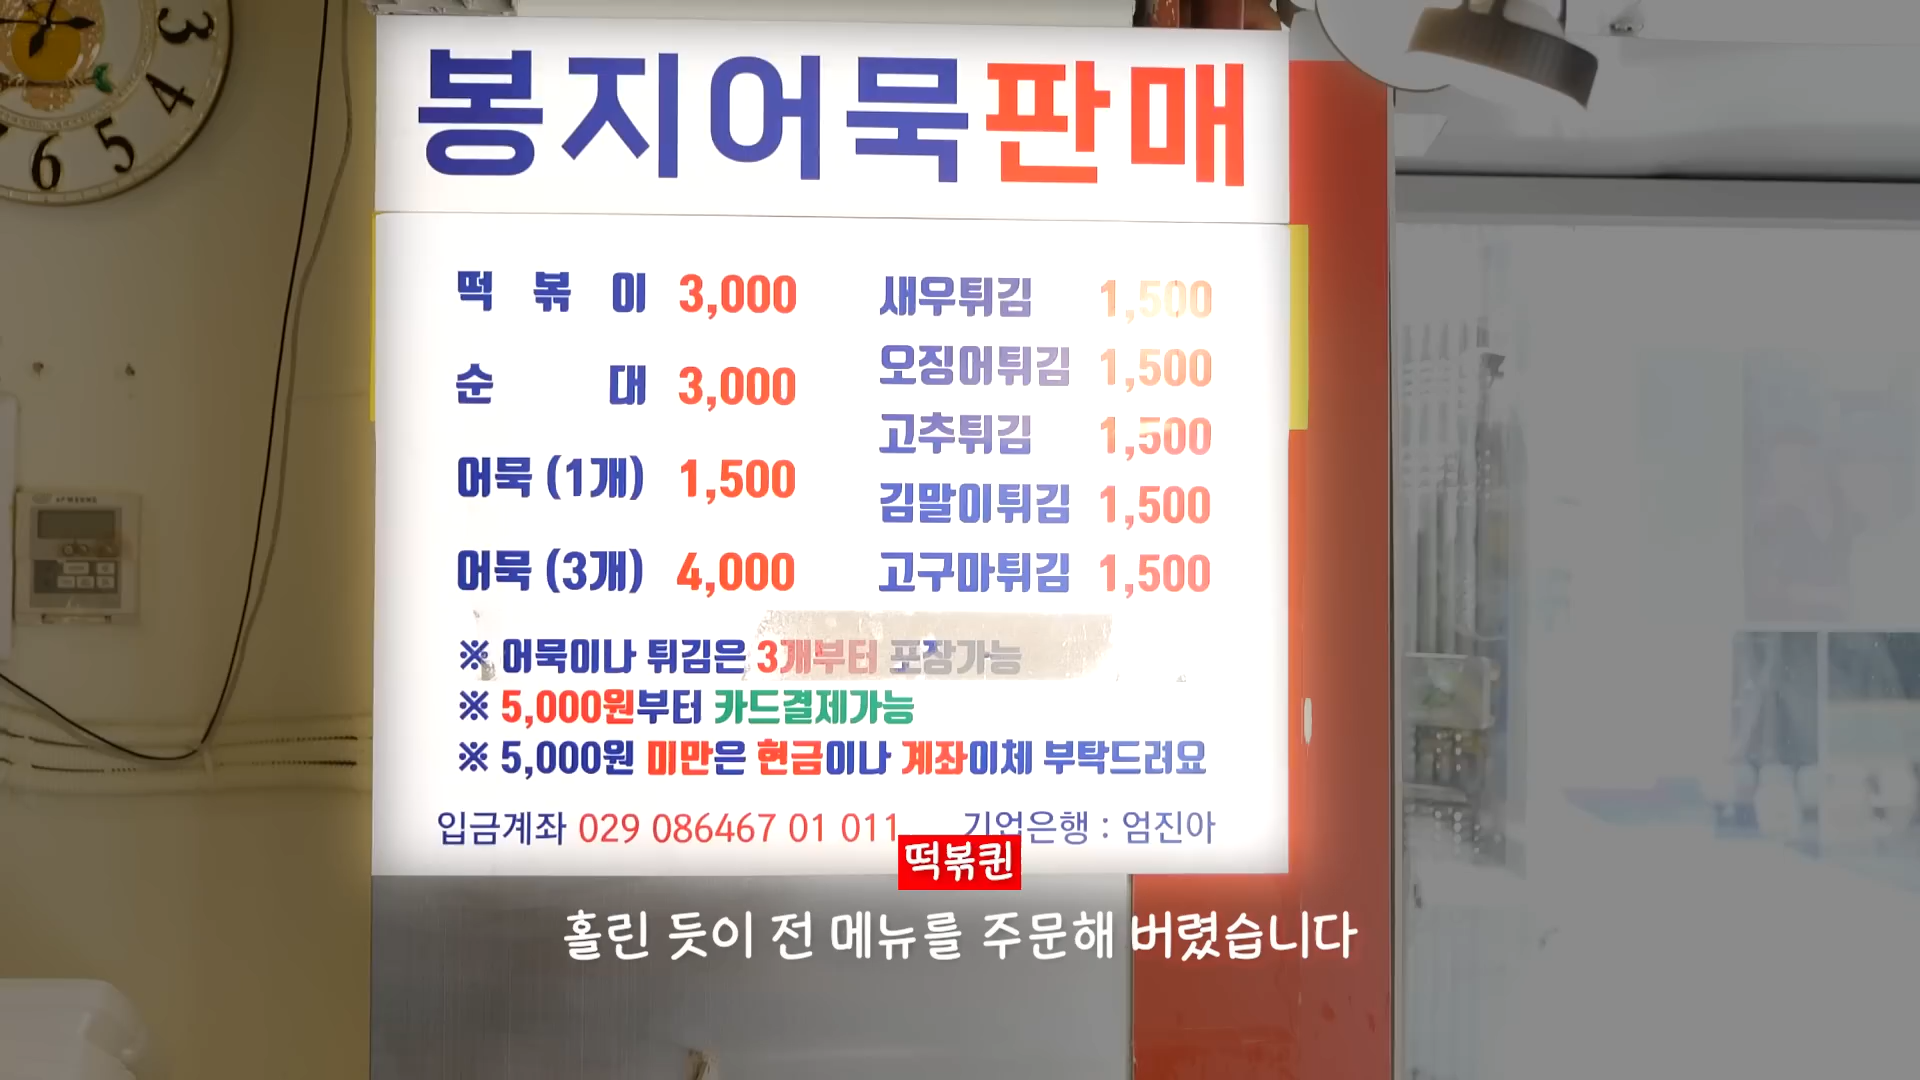 봉지어묵판매
떡 볶 이 3,000
순 대 3,000
어묵 (1개) 1,500
어묵 (3개) 4,000
새우튀김 1,500
오징어튀김 1,500
고추튀김 1,500
김말이튀김 1,500
고구마튀김 1,500
※ 어묵이나 튀김은 3개부터 포장가능
※ 5,000원부터 카드결제가능
※ 5,000원 미만은 현금이나 계좌이체 부탁드려요
입금계좌 029 086467 01 011 기업은행 : 엄진아
떡볶퀸
홀린 듯이 전 메뉴를 주문해 버렸습니다
3
4
5
6